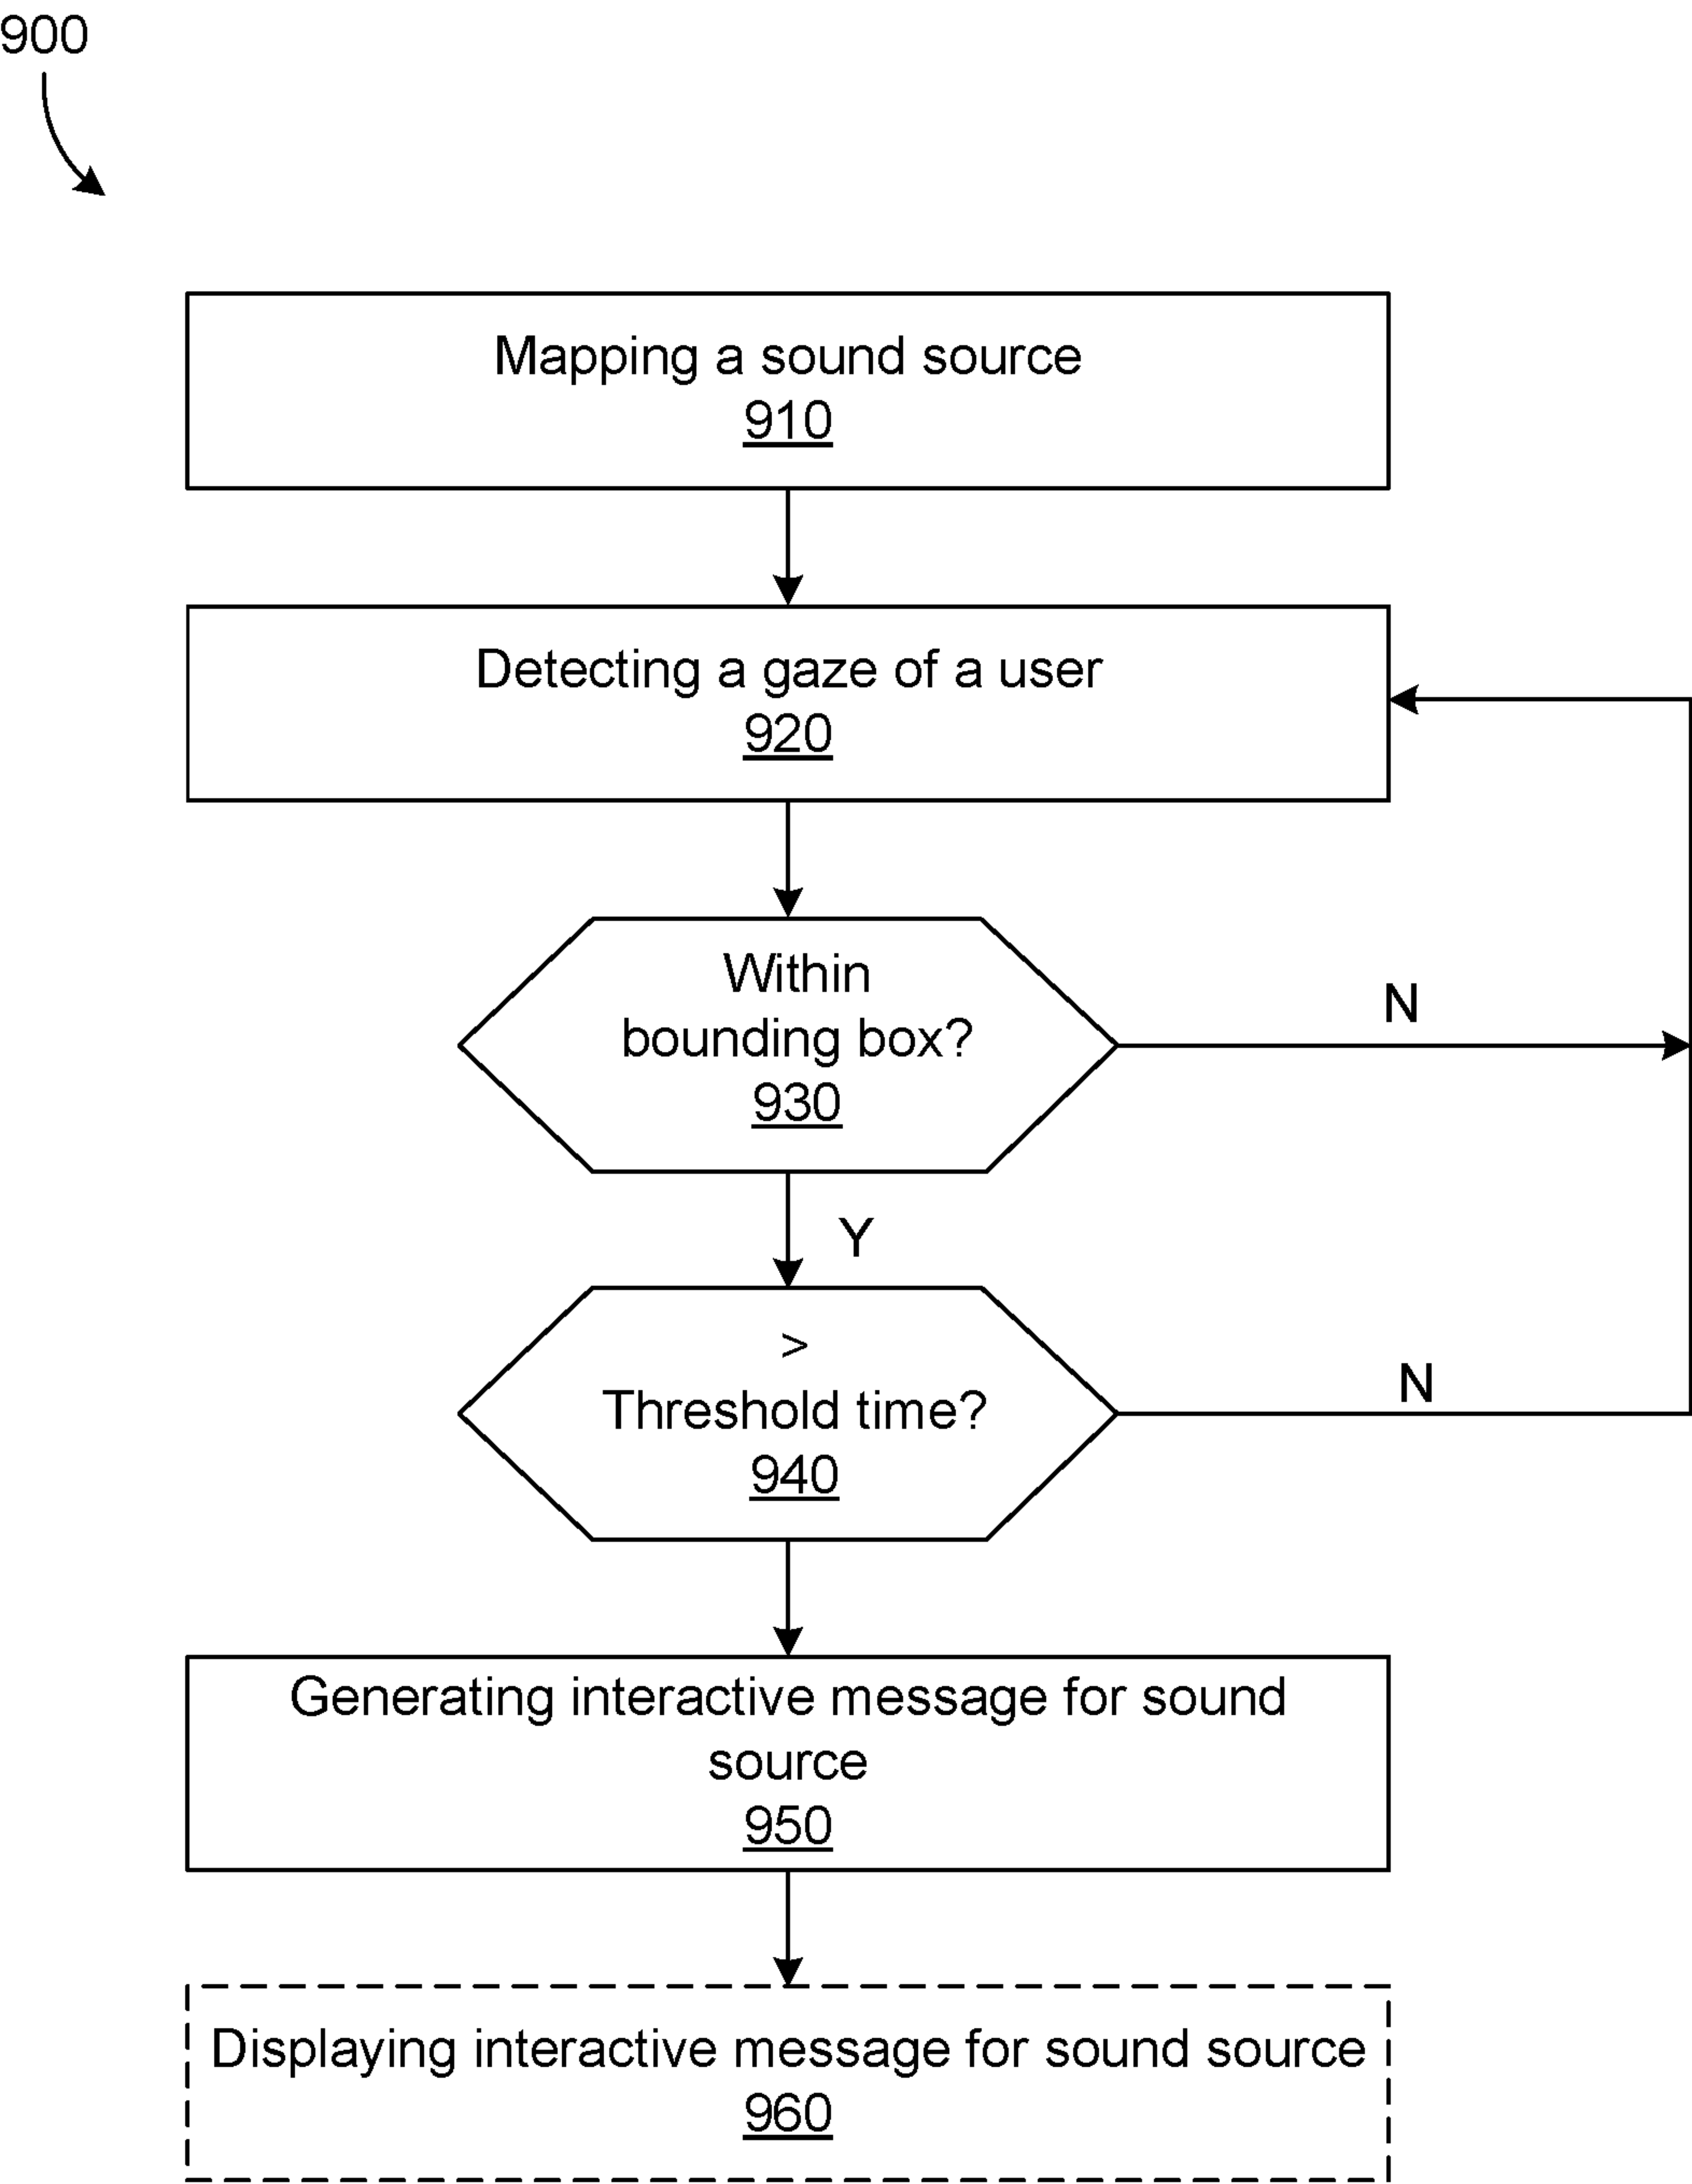 900
Mapping a sound source
910
Detecting a gaze of a user
920
Within
bounding box?
930
N
Y
>
Threshold time?
940
N
Generating interactive message for sound
source
950
Displaying interactive message for sound source
960